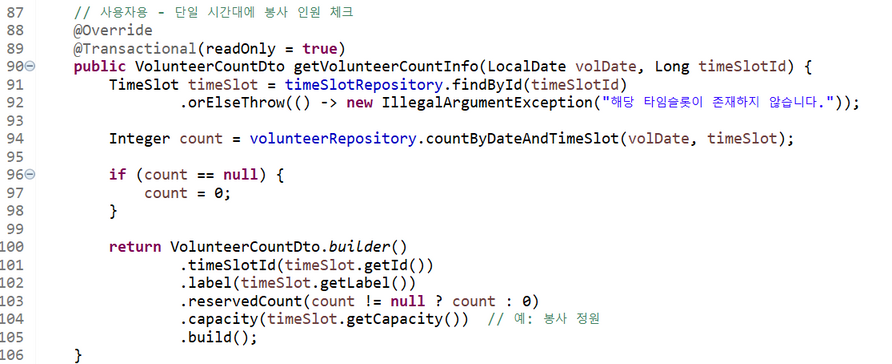 87 // 사용자용 - 단일 시간대에 봉사 인원 체크
88 @Override
89 @Transactional(readOnly = true)
90 public VolunteerCountDto getVolunteerCountInfo(LocalDate volDate, Long timeSlotId) {
91 TimeSlot timeSlot = timeSlotRepository.findById(timeSlotId)
92 .orElseThrow(() -> new IllegalArgumentException("해당 타임슬롯이 존재하지 않습니다."));
93
94 Integer count = volunteerRepository.countByDateAndTimeSlot(volDate, timeSlot);
95
96 if (count == null) {
97 count = 0;
98 }
99
100 return VolunteerCountDto.builder()
101 .timeSlotId(timeSlot.getId())
102 .label(timeSlot.getLabel())
103 .reservedCount(count != null ? count : 0)
104 .capacity(timeSlot.getCapacity()) // 예: 봉사 정원
105 .build();
106 }